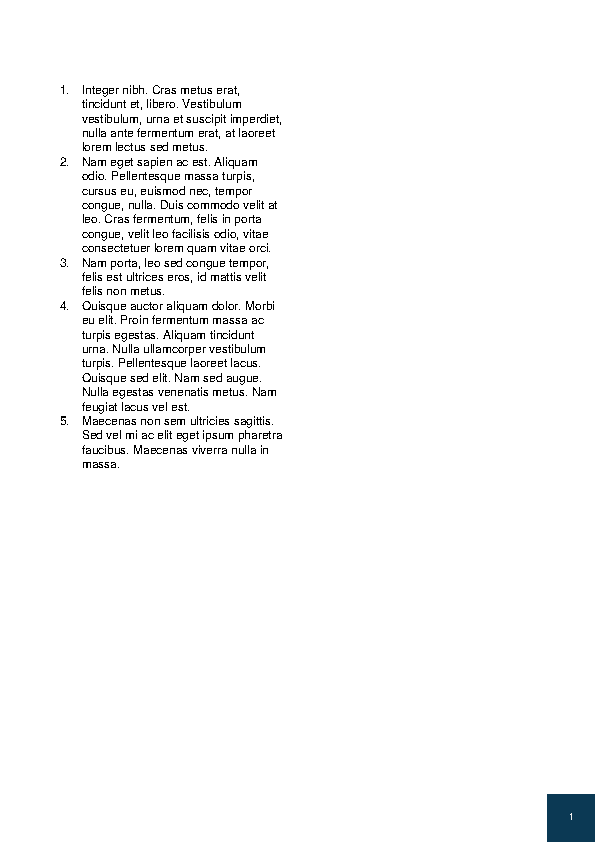 1. Integer nibh. Cras metus erat,
tincidunt et, libero. Vestibulum
vestibulum, urna et suscipit imperdiet,
nulla ante fermentum erat, at laoreet
lorem lectus sed metus.
2. Nam eget sapien ac est. Aliquam
odio. Pellentesque massa turpis,
cursus eu, euismod nec, tempor
congue, nulla. Duis commodo velit at
leo. Cras fermentum, felis in porta
congue, velit leo facilisis odio, vitae
consectetuer lorem quam vitae orci.
3. Nam porta, leo sed congue tempor,
felis est ultrices eros, id mattis velit
felis non metus.
4. Quisque auctor aliquam dolor. Morbi
eu elit. Proin fermentum massa ac
turpis egestas. Aliquam tincidunt
urna. Nulla ullamcorper vestibulum
turpis. Pellentesque laoreet lacus.
Quisque sed elit. Nam sed augue.
Nulla egestas venenatis metus. Nam
feugiat lacus vel est.
5. Maecenas non sem ultricies sagittis.
Sed vel mi ac elit eget ipsum pharetra
faucibus. Maecenas viverra nulla in
massa.
1